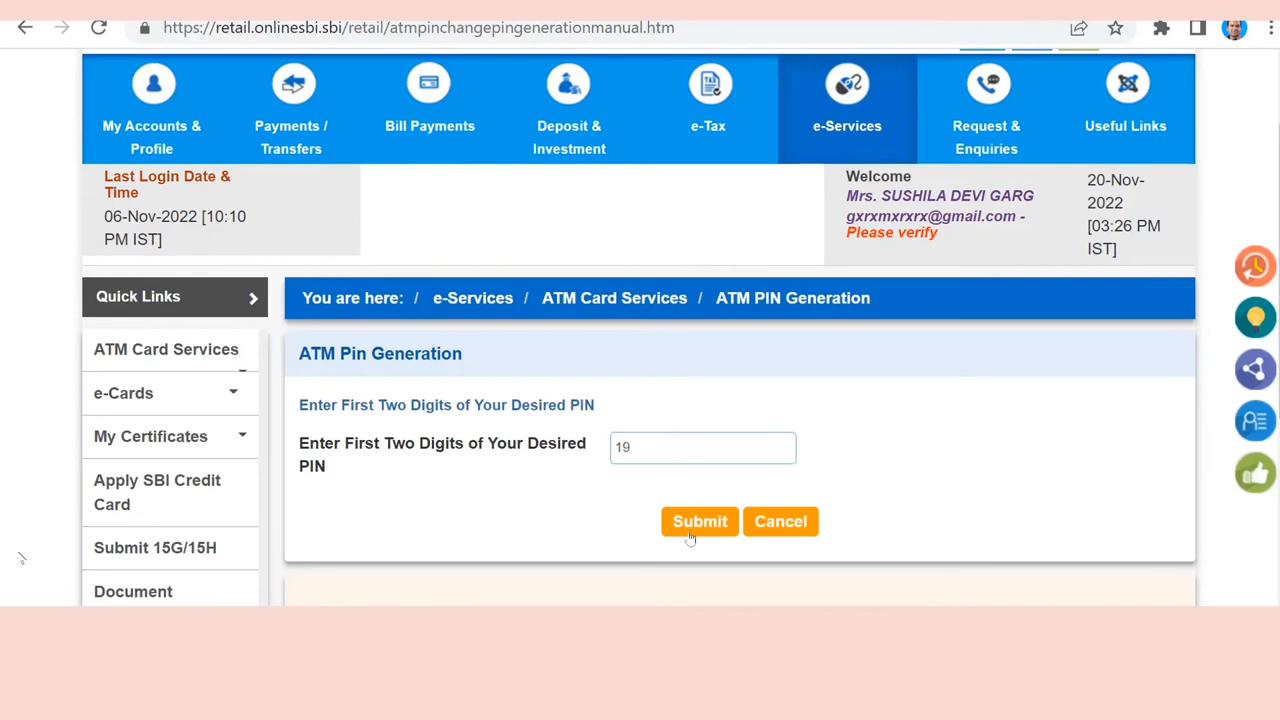 https://retail.onlinesbi.sbi/retail/atmpinchangepingenerationmanual.htm
My Accounts &
Profile
Payments /
Transfers
Bill Payments
Deposit &
Investment
e-Tax
e-Services
Request &
Enquiries
Useful Links
Last Login Date &
Time
06-Nov-2022 [10:10
PM IST]
Welcome
Mrs. SUSHILA DEVI GARG
gxrxmxrxrx@gmail.com -
Please verify
20-Nov-
2022
[03:26 PM
IST]
Quick Links
You are here: / e-Services / ATM Card Services / ATM PIN Generation
ATM Card Services
e-Cards
My Certificates
Apply SBI Credit
Card
Submit 15G/15H
Document
ATM Pin Generation
Enter First Two Digits of Your Desired PIN
Enter First Two Digits of Your Desired
PIN
19
Submit
Cancel